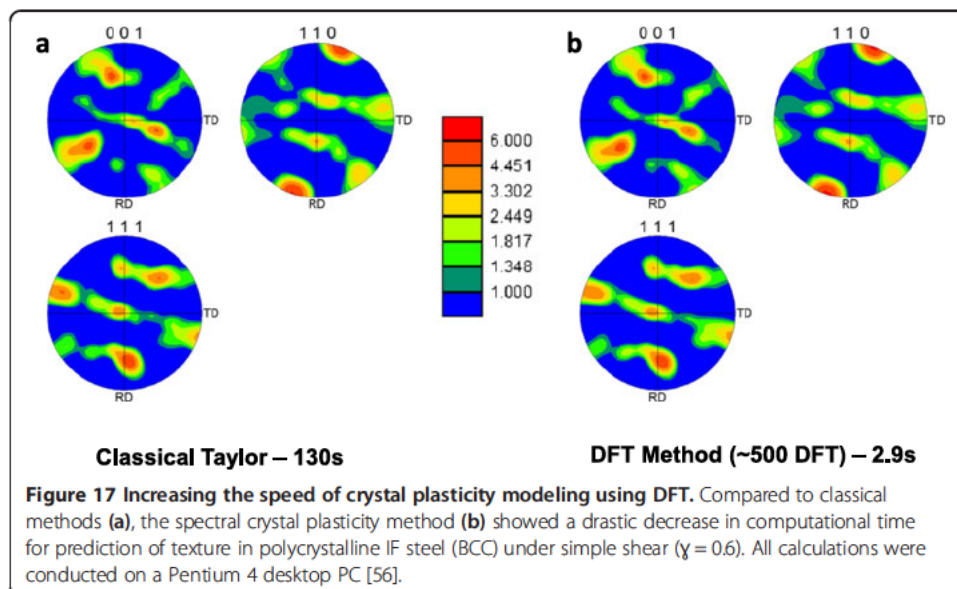 a
0 0 1
1 1 0
TD
TD
RD
RD
1 1 1
TD
RD
6.000
4.451
3.302
2.449
1.817
1.348
1.000
b
0 0 1
1 1 0
TD
TD
RD
RD
1 1 1
TD
RD
Classical Taylor – 130s
DFT Method (~500 DFT) – 2.9s
Figure 17 Increasing the speed of crystal plasticity modeling using DFT. Compared to classical
methods (a), the spectral crystal plasticity method (b) showed a drastic decrease in computational time
for prediction of texture in polycrystalline IF steel (BCC) under simple shear (γ = 0.6). All calculations were
conducted on a Pentium 4 desktop PC [56].